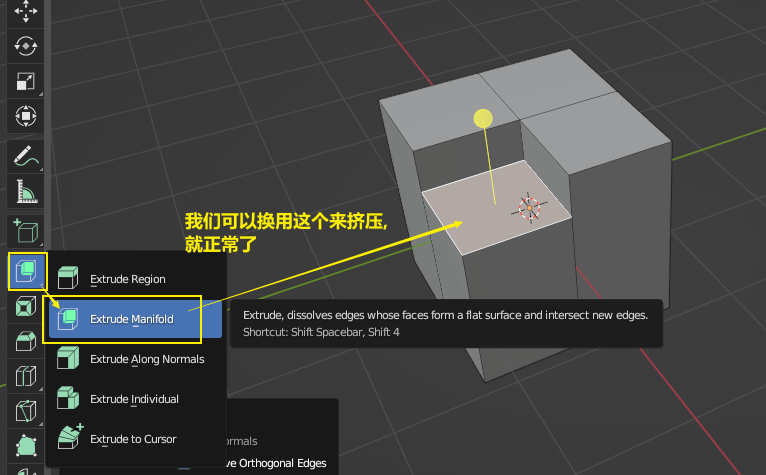 我们可以换用这个来挤压,
就正常了
Extrude Region
Extrude Manifold
Extrude, dissolves edges whose faces form a flat surface and intersect new edges.
Shortcut: Shift Spacebar, Shift 4
Extrude Along Normals
Extrude Individual
Extrude to Cursor
Orthogonal Edges